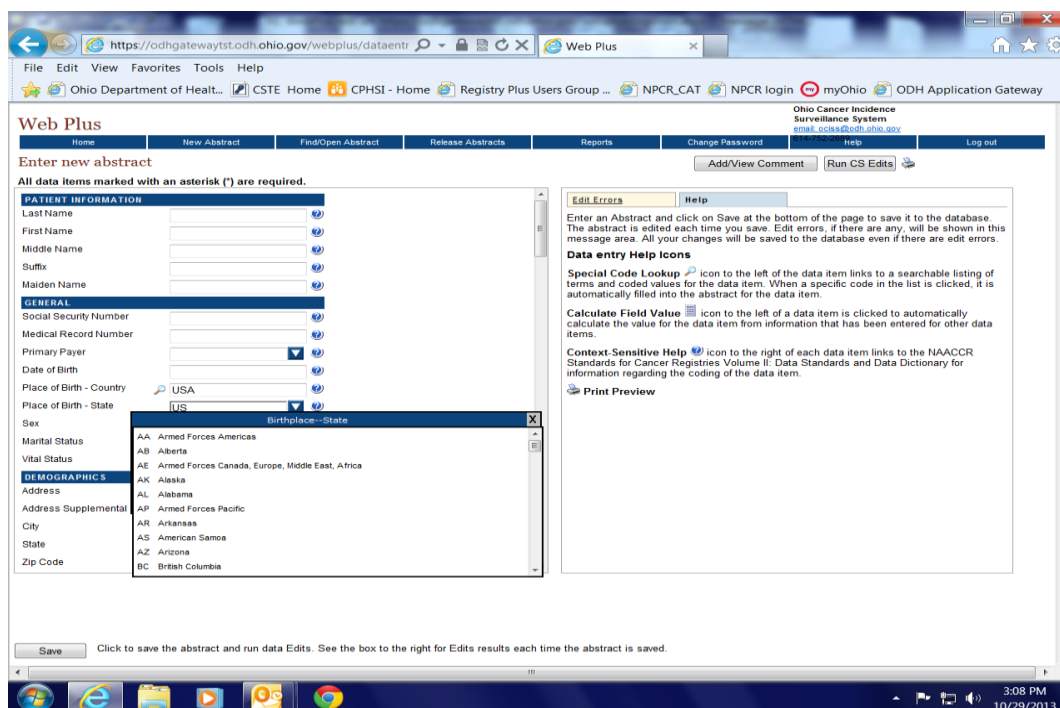 https://odhgatewaytst.odh.ohio.gov/webplus/dataentr
Web Plus
File Edit View Favorites Tools Help
Ohio Department of Healt... CSTE Home CPHSI - Home Registry Plus Users Group ... NPCR_CAT NPCR login myOhio ODH Application Gateway
Web Plus
Ohio Cancer Incidence
Surveillance System
email: ociss@odh.ohio.gov
Home New Abstract Find/Open Abstract Release Abstracts Reports Change Password Help Log out
Enter new abstract
Add/View Comment Run CS Edits
All data items marked with an asterisk (*) are required.
PATIENT INFORMATION
Last Name
First Name
Middle Name
Suffix
Maiden Name
GENERAL
Social Security Number
Medical Record Number
Primary Payer
Date of Birth
Place of Birth - Country USA
Place of Birth - State US
Sex
Marital Status
Vital Status
DEMOGRAPHICS
Address
Address Supplemental
City
State
Zip Code
Birthplace--State X
AA Armed Forces Americas
AB Alberta
AE Armed Forces Canada, Europe, Middle East, Africa
AK Alaska
AL Alabama
AP Armed Forces Pacific
AR Arkansas
AS American Samoa
AZ Arizona
BC British Columbia
Edit Errors Help
Enter an Abstract and click on Save at the bottom of the page to save it to the database.
The abstract is edited each time you save. Edit errors, if there are any, will be shown in this
message area. All your changes will be saved to the database even if there are edit errors.
Data entry Help Icons
Special Code Lookup icon to the left of the data item links to a searchable listing of
terms and coded values for the data item. When a specific code in the list is clicked, it is
automatically filled into the abstract for the data item.
Calculate Field Value icon to the left of a data item is clicked to automatically
calculate the value for the data item from information that has been entered for other data
items.
Context-Sensitive Help icon to the right of each data item links to the NAACCR
Standards for Cancer Registries Volume II: Data Standards and Data Dictionary for
information regarding the coding of the data item.
Print Preview
Save Click to save the abstract and run data Edits. See the box to the right for Edits results each time the abstract is saved.
3:08 PM
10/29/2013